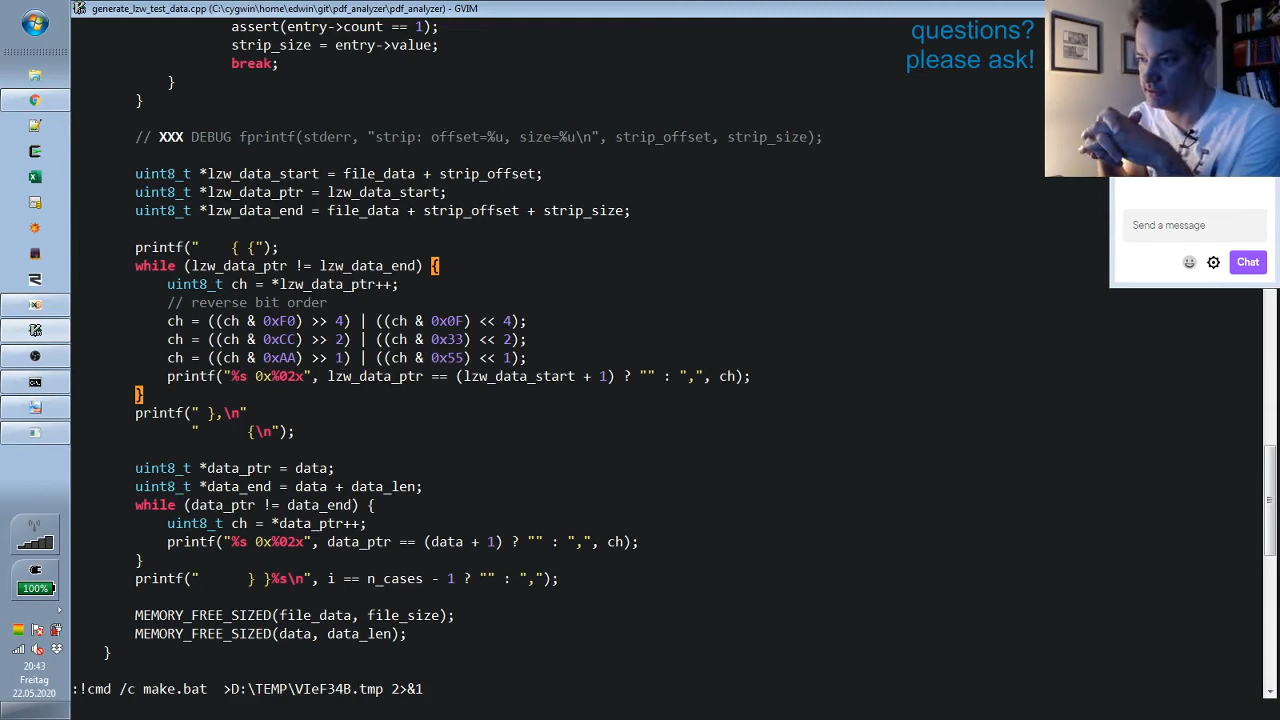 generate_lzw_test_data.cpp (C:\cygwin\home\edwin\git\pdf_analyzer\pdf_analyzer) - GVIM
assert(entry->count == 1);
strip_size = entry->value;
break;
}
}
// XXX DEBUG fprintf(stderr, "strip: offset=%u, size=%u\n", strip_offset, strip_size);
uint8_t *lzw_data_start = file_data + strip_offset;
uint8_t *lzw_data_ptr = lzw_data_start;
uint8_t *lzw_data_end = file_data + strip_offset + strip_size;
printf("    { {");
while (lzw_data_ptr != lzw_data_end) {
uint8_t ch = *lzw_data_ptr++;
// reverse bit order
ch = ((ch & 0xF0) >> 4) | ((ch & 0x0F) << 4);
ch = ((ch & 0xCC) >> 2) | ((ch & 0x33) << 2);
ch = ((ch & 0xAA) >> 1) | ((ch & 0x55) << 1);
printf("%s 0x%02x", lzw_data_ptr == (lzw_data_start + 1) ? "" : ",", ch);
}
printf(" },\n"
"      {\n");
uint8_t *data_ptr = data;
uint8_t *data_end = data + data_len;
while (data_ptr != data_end) {
uint8_t ch = *data_ptr++;
printf("%s 0x%02x", data_ptr == (data + 1) ? "" : ",", ch);
}
printf("      } }%s\n", i == n_cases - 1 ? "" : ",");
MEMORY_FREE_SIZED(file_data, file_size);
MEMORY_FREE_SIZED(data, data_len);
}
:!cmd /c make.bat  >D:\TEMP\VIeF34B.tmp 2>&1
questions?
please ask!
Send a message
Chat
100%
20:43
Freitag
22.05.2020